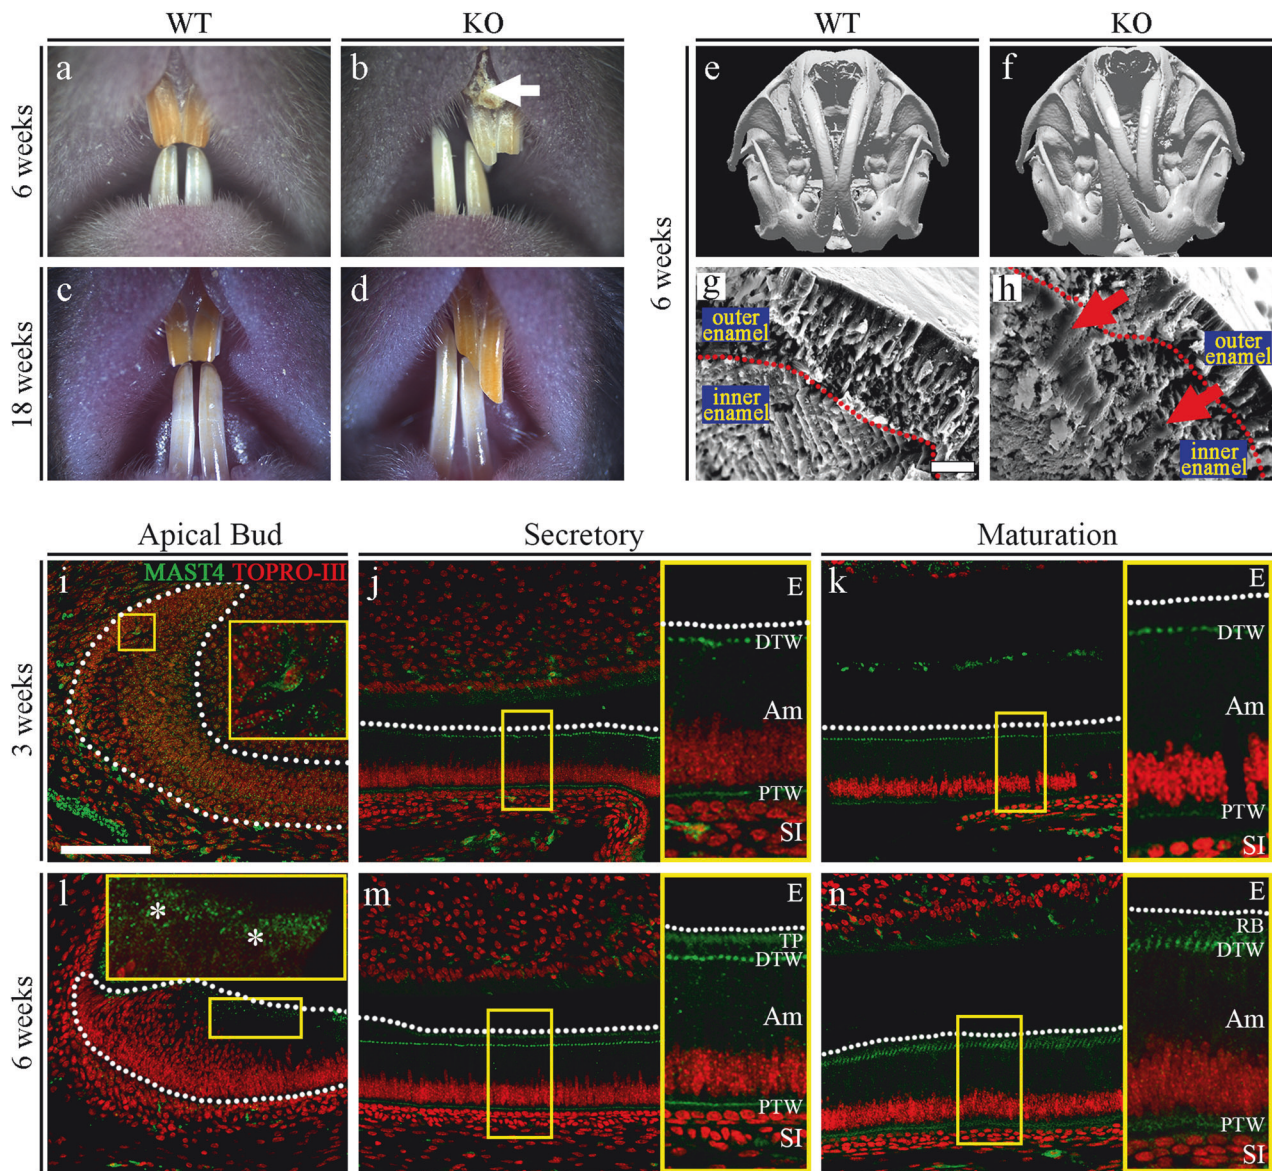 WT
KO
WT
KO
6 weeks
a
b
18 weeks
c
d
6 weeks
e
f
g
outer
enamel
inner
enamel
h
outer
enamel
inner
enamel
Apical Bud
Secretory
Maturation
3 weeks
i
MAST4 TOPRO-III
j
E
DTW
Am
PTW
SI
k
E
DTW
Am
PTW
SI
6 weeks
l
*
*
m
E
TP
DTW
Am
PTW
SI
n
E
RB
DTW
Am
PTW
SI